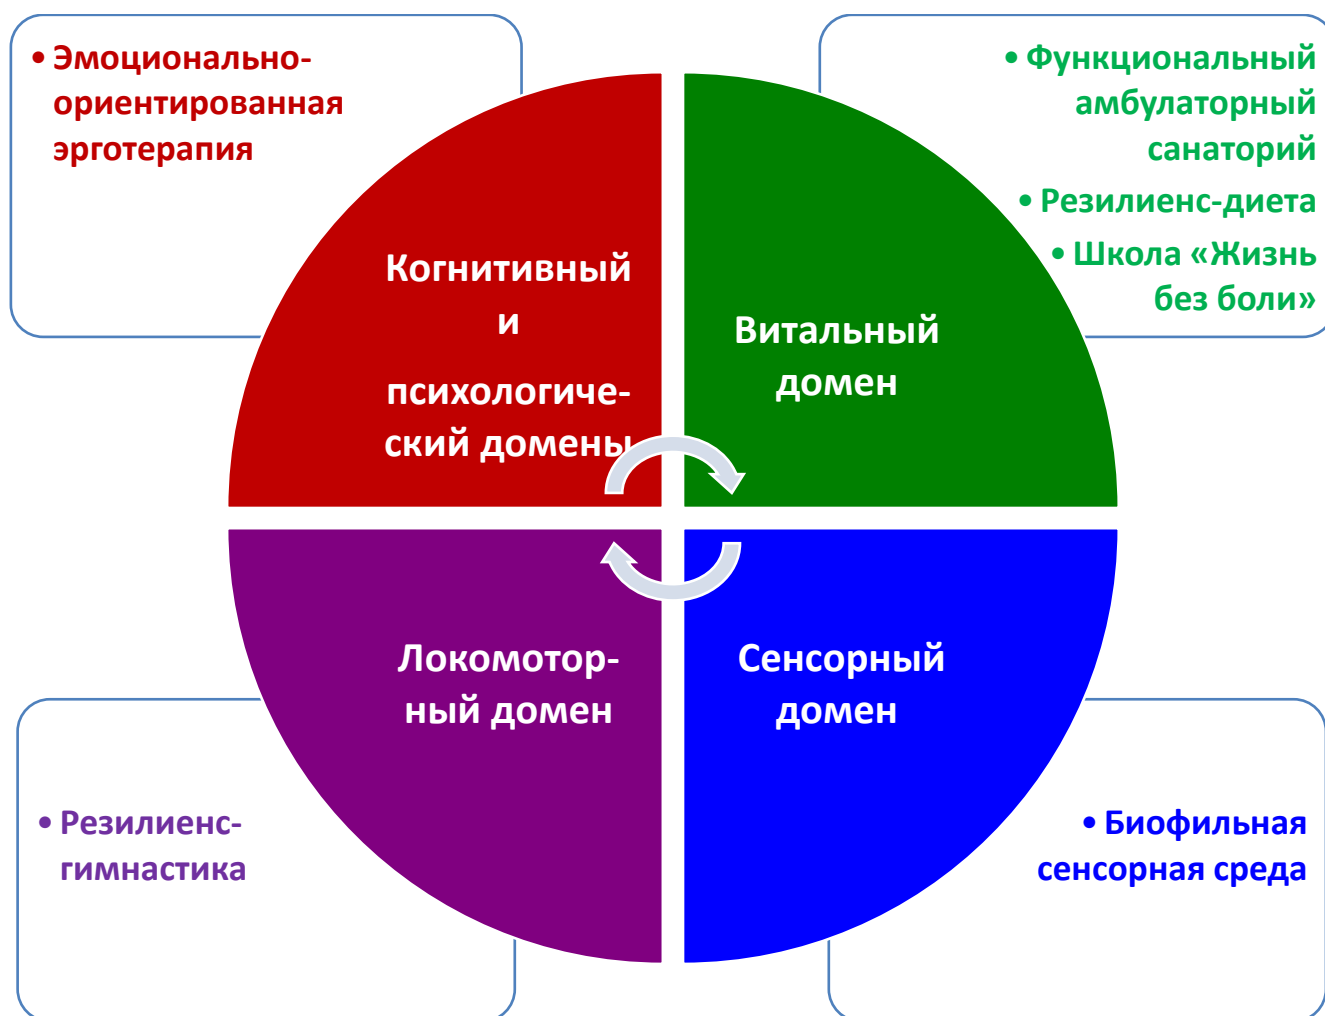 • Эмоционально-
ориентированная
эрготерапия
• Функциональный
амбулаторный
санаторий
• Резилиенс-диета
• Школа «Жизнь
без боли»
Когнитивный
и
психологиче-
ский домены
Витальный
домен
Локомотор-
ный домен
Сенсорный
домен
• Резилиенс-
гимнастика
• Биофильная
сенсорная среда